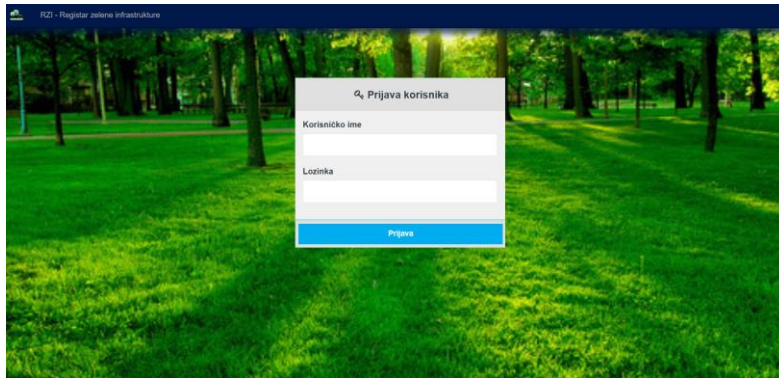 RZI - Registar zelene infrastrukture
Prijava korisnika
Korisničko ime
Lozinka
Prijava